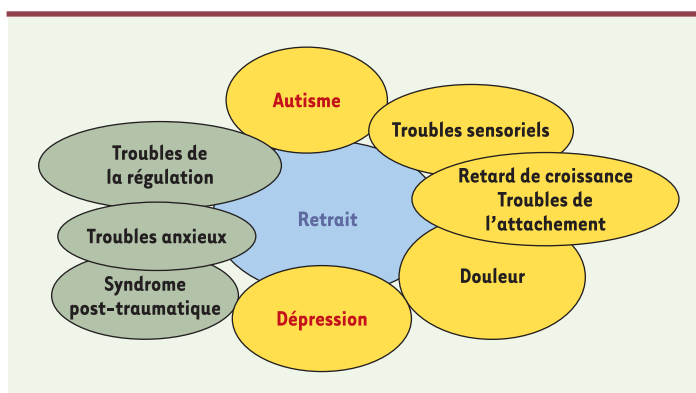 Autisme
Troubles sensoriels
Troubles de
la régulation
Retard de croissance
Troubles de
l'attachement
Retrait
Troubles anxieux
Douleur
Syndrome
post-traumatique
Dépression